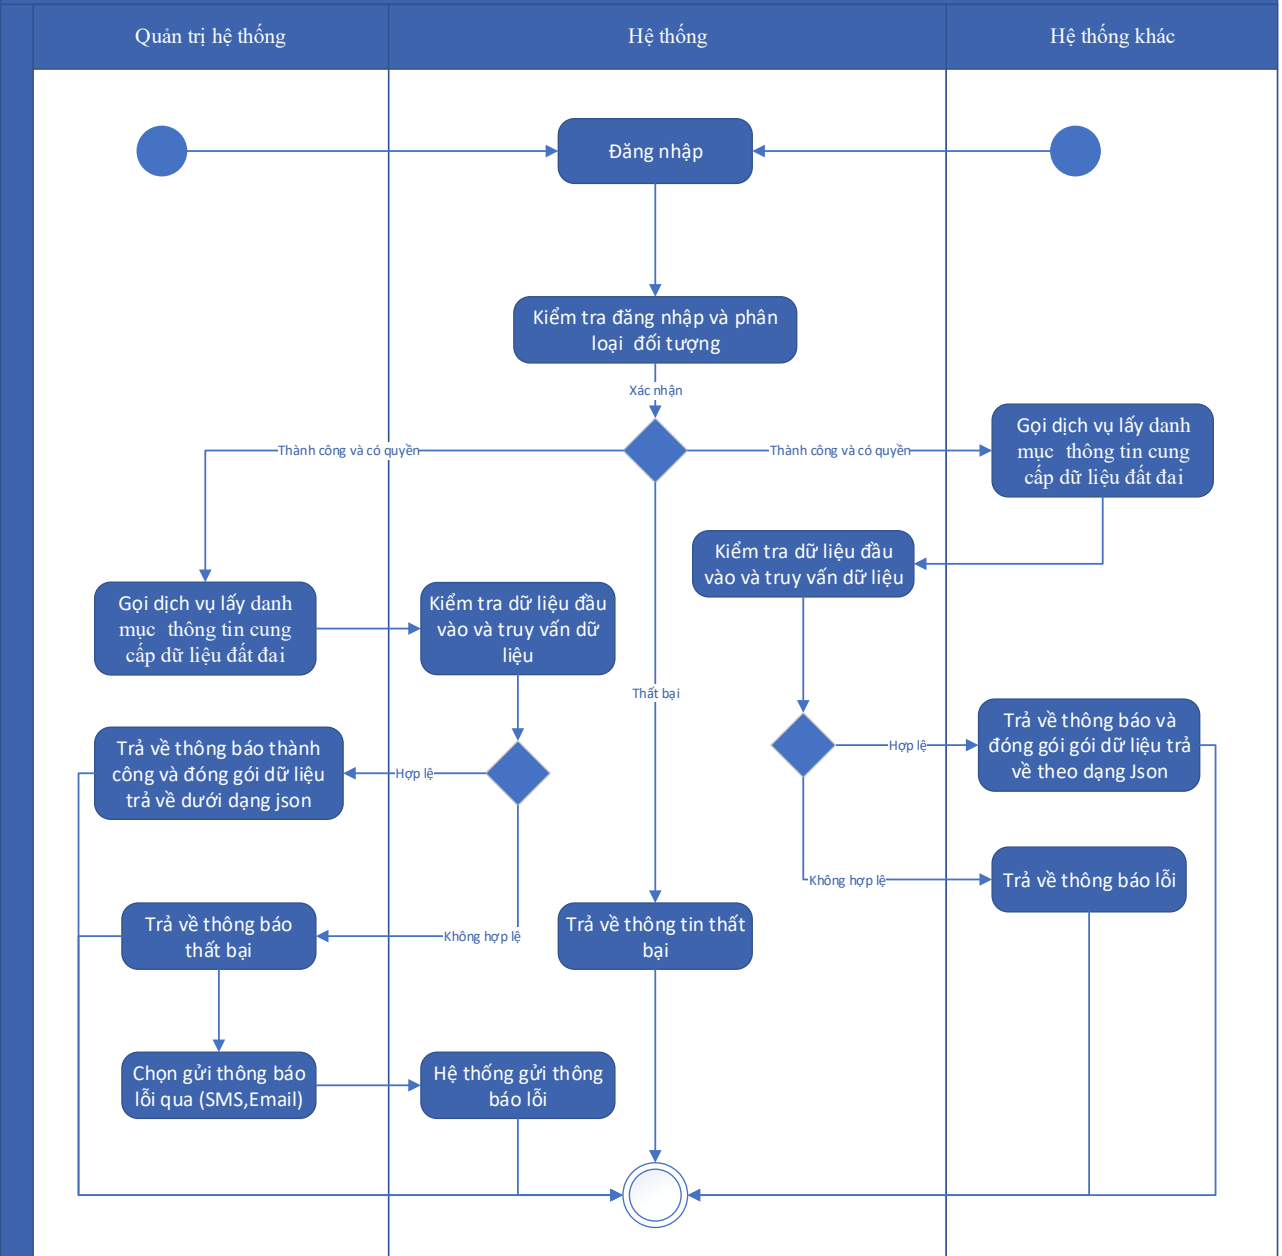 Quản trị hệ thống
Hệ thống
Hệ thống khác
Đăng nhập
Kiểm tra đăng nhập và phân
loại đối tượng
Xác nhận
Thành công và có quyền
Thành công và có quyền
Gọi dịch vụ lấy danh
mục thông tin cung
cấp dữ liệu đất đai
Kiểm tra dữ liệu đầu
vào và truy vấn dữ liệu
Gọi dịch vụ lấy danh
mục thông tin cung
cấp dữ liệu đất đai
Kiểm tra dữ liệu đầu
vào và truy vấn dữ
liệu
Thất bại
Trả về thông báo thành
công và đóng gói dữ liệu
trả về dưới dạng json
Hợp lệ
Hợp lệ
Trả về thông báo và
đóng gói gói dữ liệu trả
về theo dạng Json
Không hợp lệ
Trả về thông báo lỗi
Trả về thông báo
thất bại
Không hợp lệ
Trả về thông tin thất
bại
Chọn gửi thông báo
lỗi qua (SMS,Email)
Hệ thống gửi thông
báo lỗi